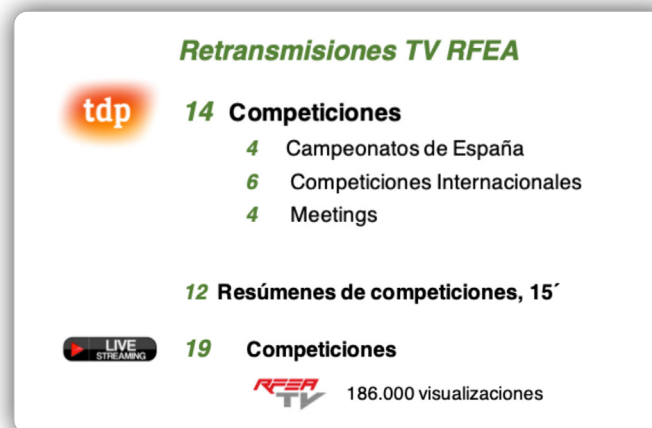 Retransmisiones TV RFEA
tdp
14 Competiciones
4 Campeonatos de España
6 Competiciones Internacionales
4 Meetings
12 Resúmenes de competiciones, 15´
LIVE
STREAMING
19 Competiciones
RFEA
TV
186.000 visualizaciones